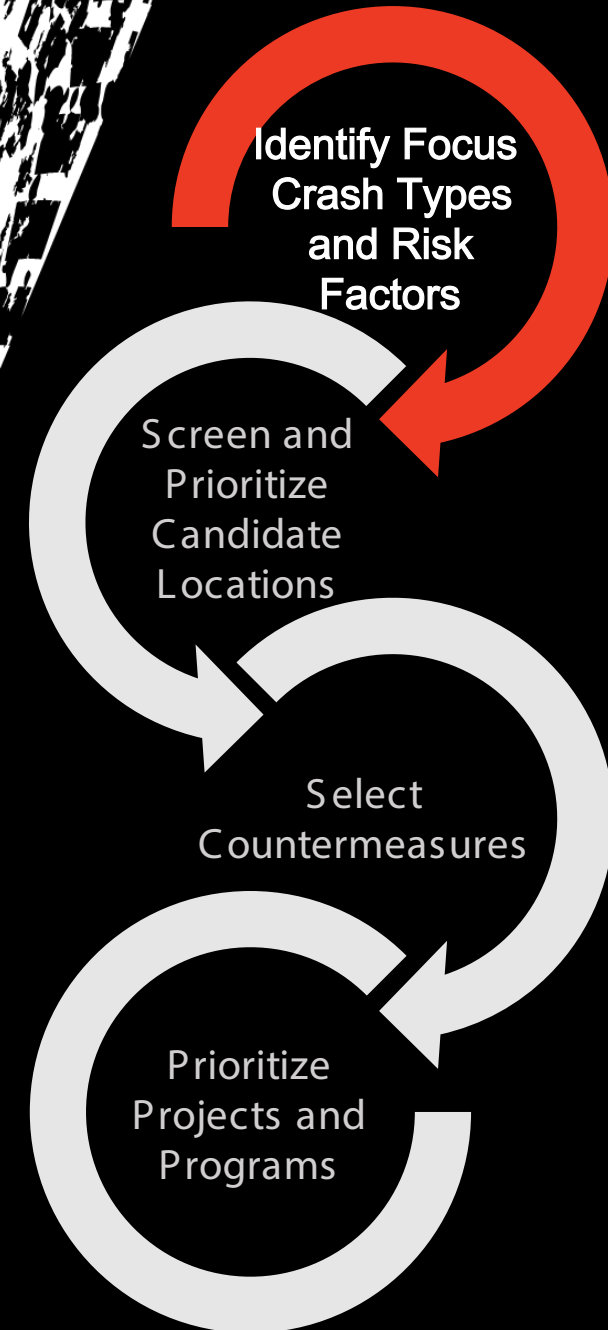 Identify Focus
Crash Types
and Risk
Factors
Screen and
Prioritize
Candidate
Locations
Select
Countermeasures
Prioritize
Projects and
Programs